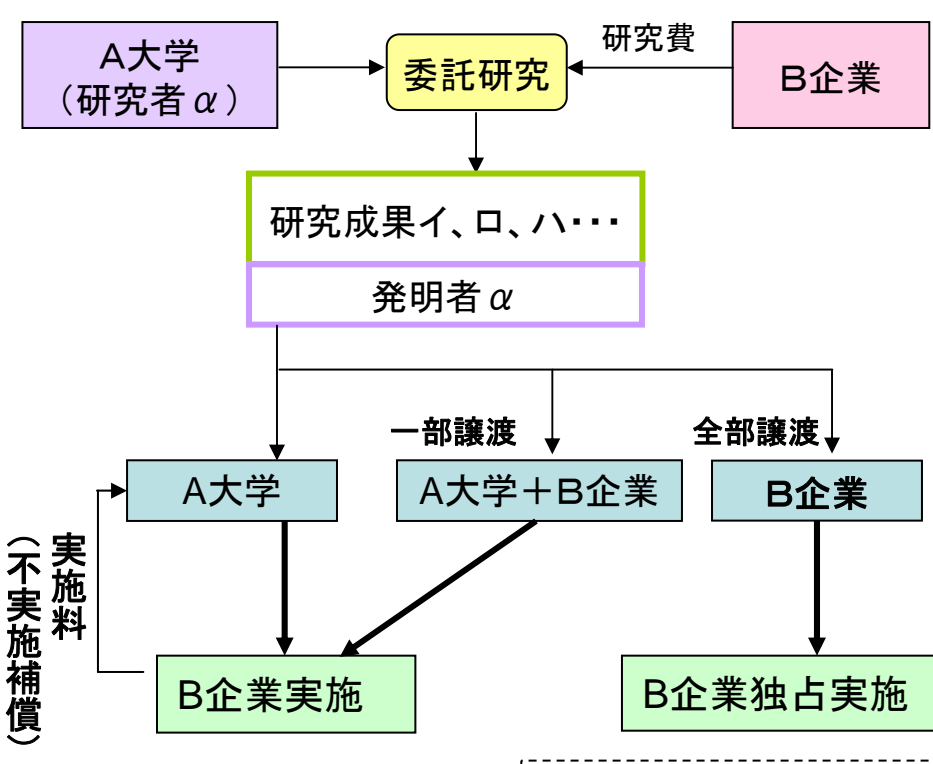 A大学
（研究者α）
委託研究
研究費
B企業
研究成果イ、ロ、ハ・・・
発明者α
一部譲渡
全部譲渡
A大学
A大学＋B企業
B企業
実施料
（不実施補償）
B企業実施
B企業独占実施